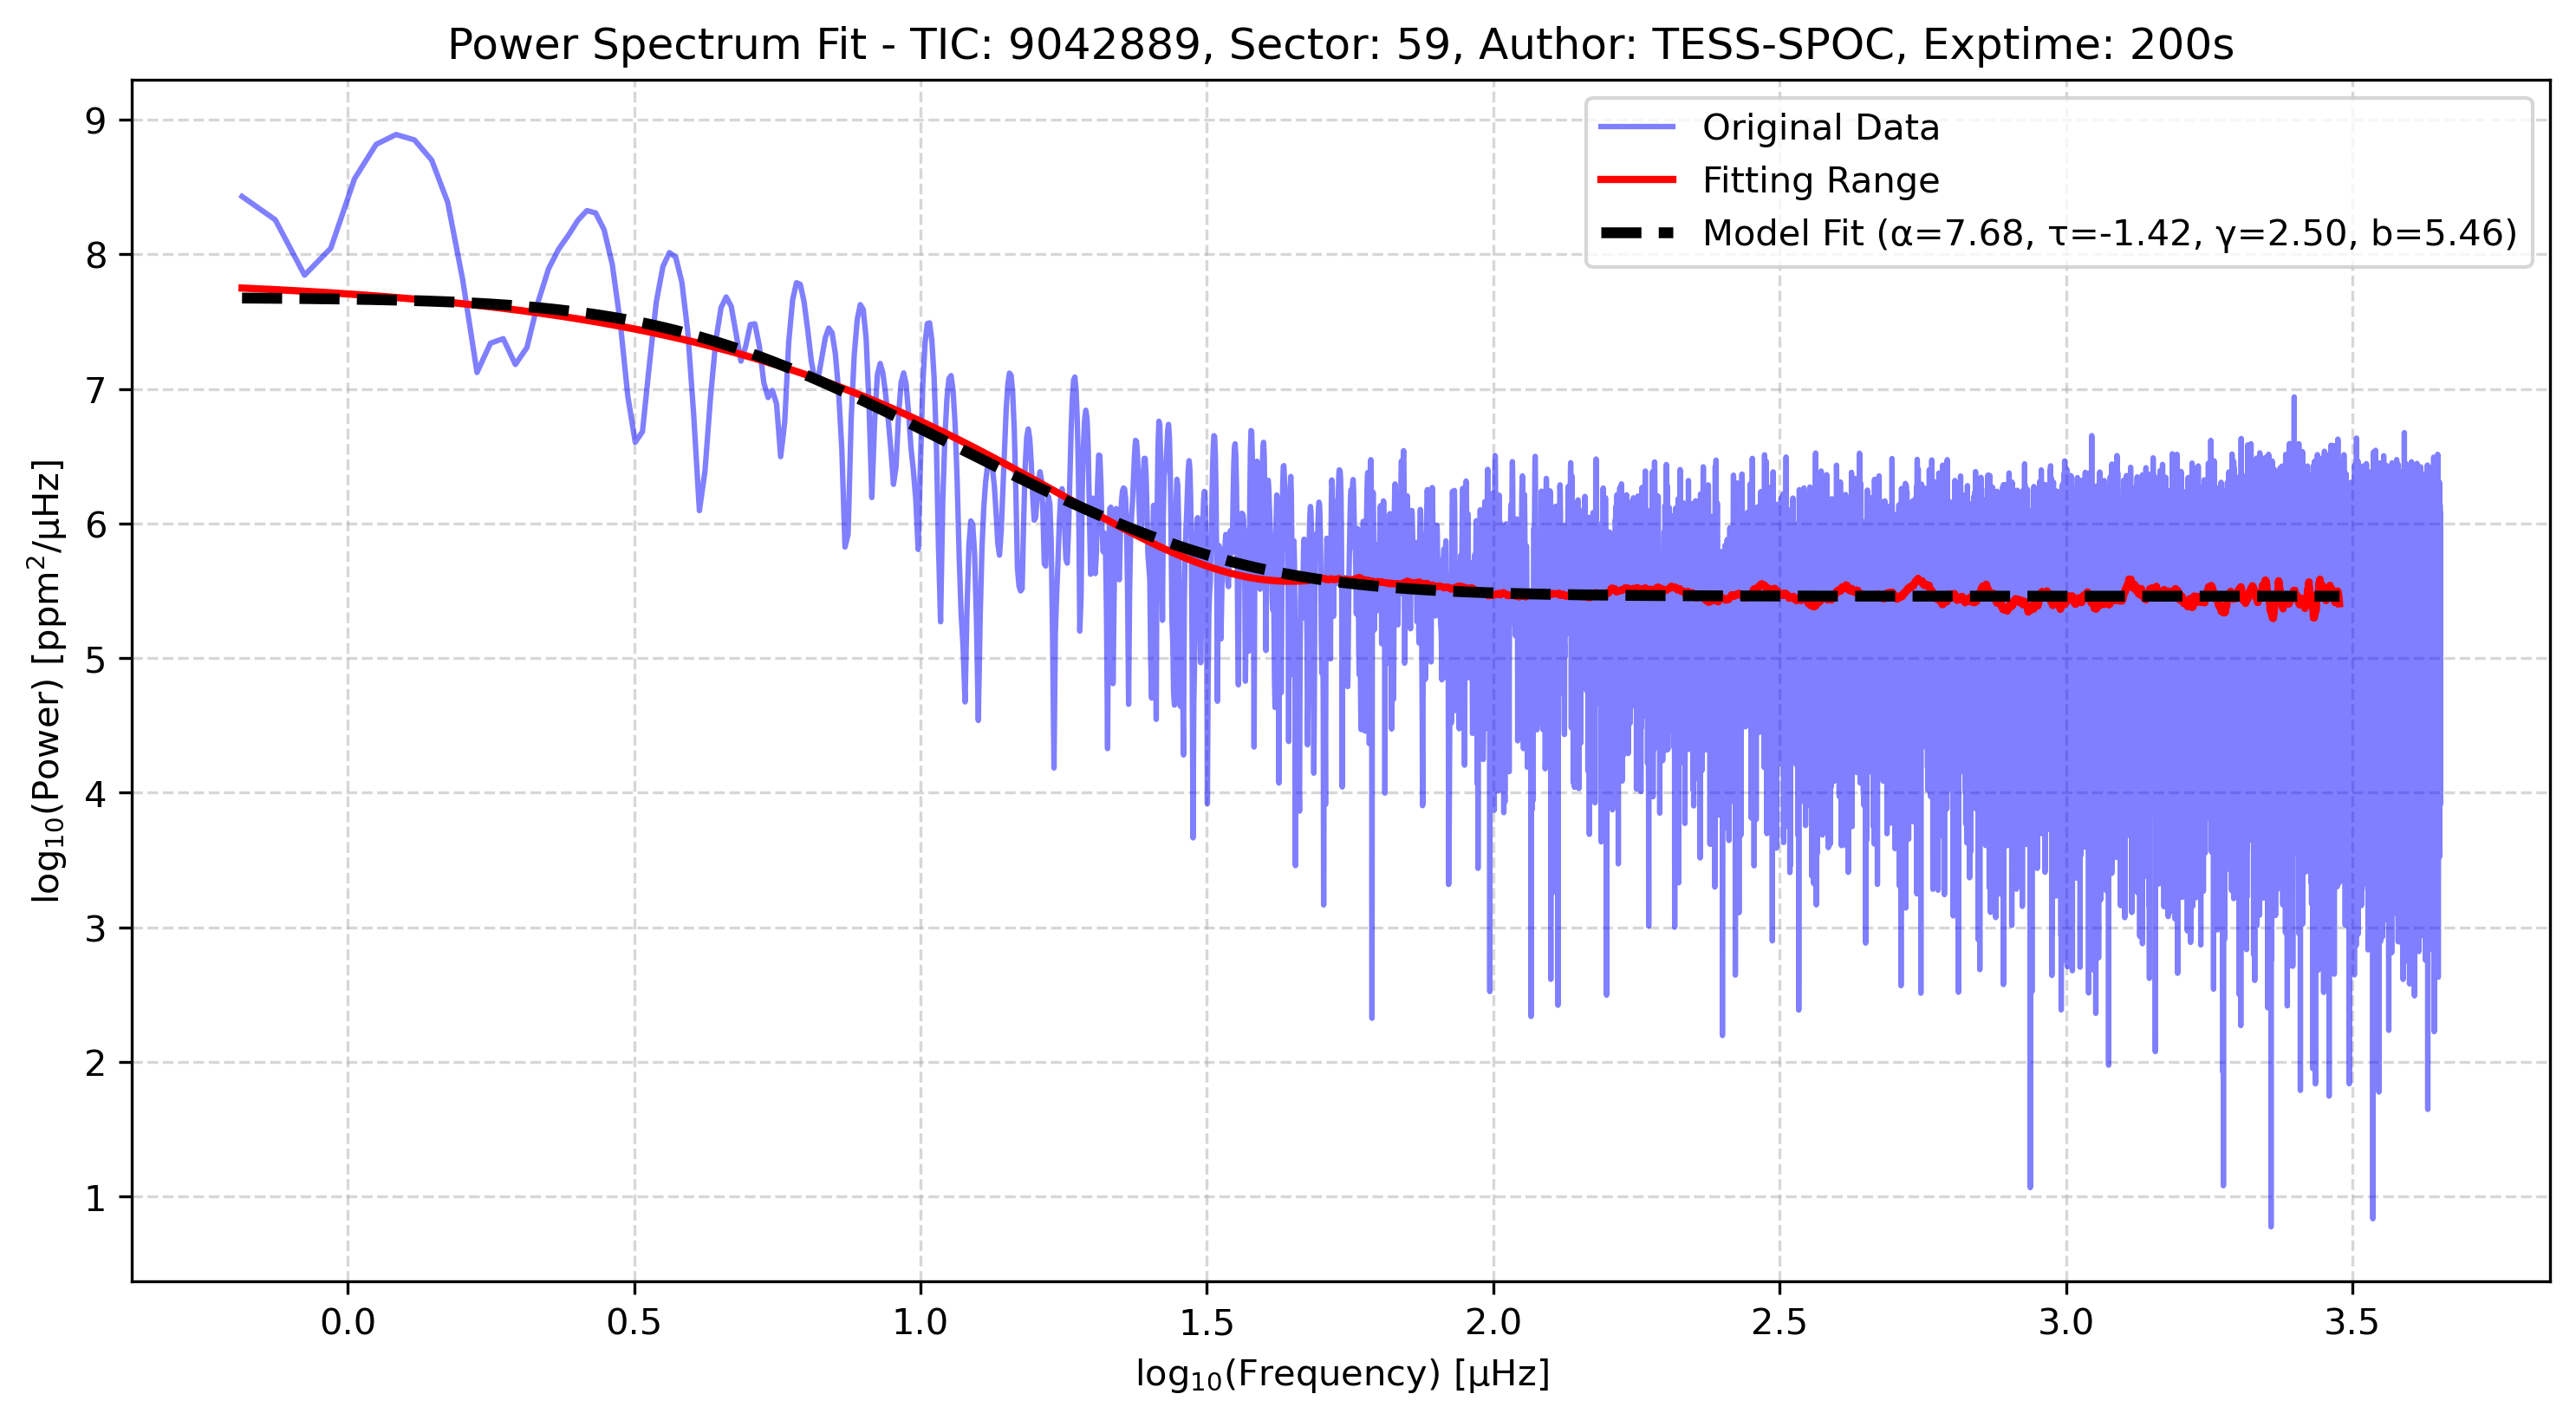 Power Spectrum Fit - TIC: 9042889, Sector: 59, Author: TESS-SPOC, Exptime: 200s
Original Data
Fitting Range
Model Fit (α=7.68, τ=-1.42, γ=2.50, b=5.46)
log₁₀(Power) [ppm²/μHz]
9
8
7
6
5
4
3
2
1
0.0 0.5 1.0 1.5 2.0 2.5 3.0 3.5
log₁₀(Frequency) [μHz]